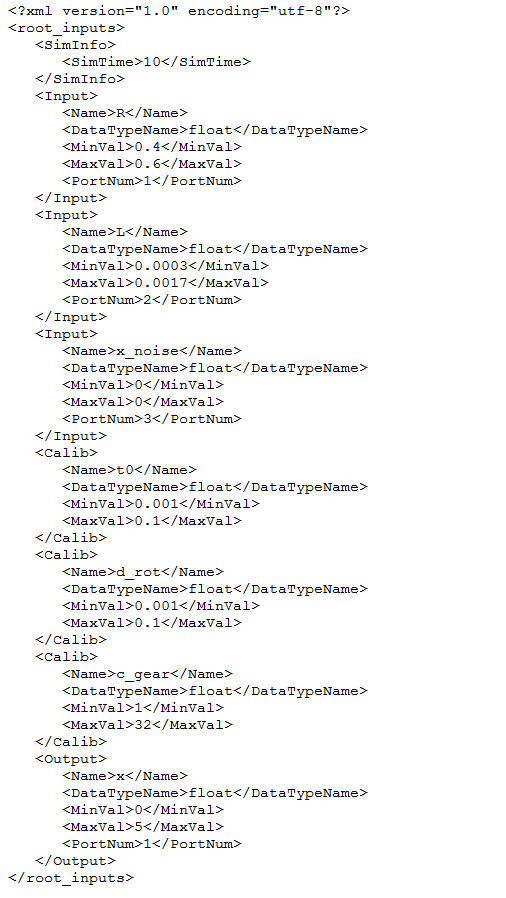 <?xml version="1.0" encoding="utf-8"?>
<root_inputs>
   <SimInfo>
      <SimTime>10</SimTime>
   </SimInfo>
   <Input>
      <Name>R</Name>
      <DataTypeName>float</DataTypeName>
      <MinVal>0.4</MinVal>
      <MaxVal>0.6</MaxVal>
      <PortNum>1</PortNum>
   </Input>
   <Input>
      <Name>L</Name>
      <DataTypeName>float</DataTypeName>
      <MinVal>0.0003</MinVal>
      <MaxVal>0.0017</MaxVal>
      <PortNum>2</PortNum>
   </Input>
   <Input>
      <Name>x_noise</Name>
      <DataTypeName>float</DataTypeName>
      <MinVal>0</MinVal>
      <MaxVal>0</MaxVal>
      <PortNum>3</PortNum>
   </Input>
   <Calib>
      <Name>t0</Name>
      <DataTypeName>float</DataTypeName>
      <MinVal>0.001</MinVal>
      <MaxVal>0.1</MaxVal>
   </Calib>
   <Calib>
      <Name>d_rot</Name>
      <DataTypeName>float</DataTypeName>
      <MinVal>0.001</MinVal>
      <MaxVal>0.1</MaxVal>
   </Calib>
   <Calib>
      <Name>c_gear</Name>
      <DataTypeName>float</DataTypeName>
      <MinVal>1</MinVal>
      <MaxVal>32</MaxVal>
   </Calib>
   <Output>
      <Name>x</Name>
      <DataTypeName>float</DataTypeName>
      <MinVal>0</MinVal>
      <MaxVal>5</MaxVal>
      <PortNum>1</PortNum>
   </Output>
</root_inputs>